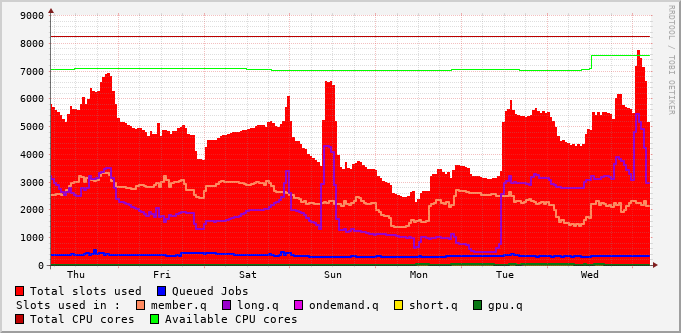 9000
8000
7000
6000
5000
4000
3000
2000
1000
0
Thu Fri Sat Sun Mon Tue Wed
Total slots used Queued Jobs
Slots used in : member.q long.q ondemand.q short.q gpu.q
Total CPU cores Available CPU cores
RRDTOOL / TOBI OETIKER